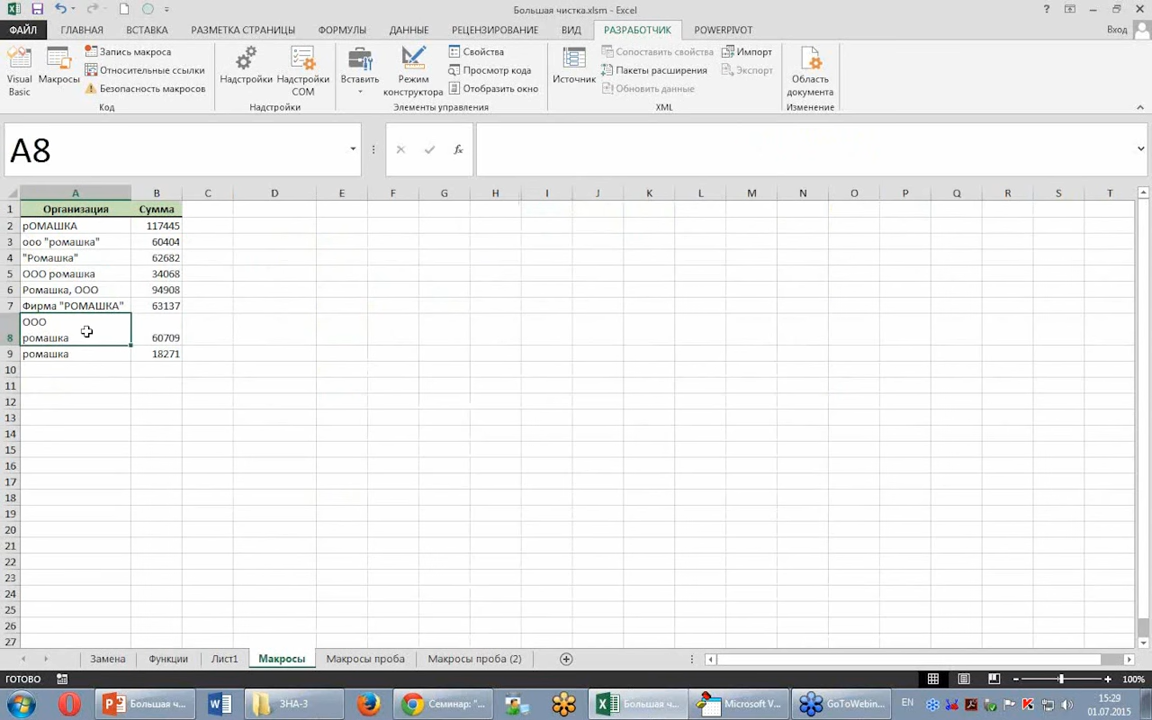 Большая чистка.xlsm - Excel
ФАЙЛ ГЛАВНАЯ ВСТАВКА РАЗМЕТКА СТРАНИЦЫ ФОРМУЛЫ ДАННЫЕ РЕЦЕНЗИРОВАНИЕ ВИД РАЗРАБОТЧИК POWERPIVOT Вход
Visual Basic
Макросы
Запись макроса
Относительные ссылки
Безопасность макросов
Код
Надстройки
Надстройки COM
Надстройки
Вставить
Режим конструктора
Свойства
Просмотр кода
Отобразить окно
Элементы управления
Источник
Сопоставить свойства
Пакеты расширения
Обновить данные
Импорт
Экспорт
XML
Область документа
Изменение
A8
fx
A B C D E F G H I J K L M N O P Q R S T
1 Организация Сумма
2 рОМАШКА 117445
3 ооо "ромашка" 60404
4 "Ромашка" 62682
5 ООО ромашка 34068
6 Ромашка, ООО 94908
7 Фирма "РОМАШКА" 63137
ООО
8 ромашка 60709
9 ромашка 18271
10
11
12
13
14
15
16
17
18
19
20
21
22
23
24
25
26
27
Замена Функции Лист1 Макросы Макросы проба Макросы проба (2)
ГОТОВО 100%
Большая ч... ЗНА-3 Семинар: "... Большая ч... Microsoft V... GoToWebin... EN 15:29
01.07.2015